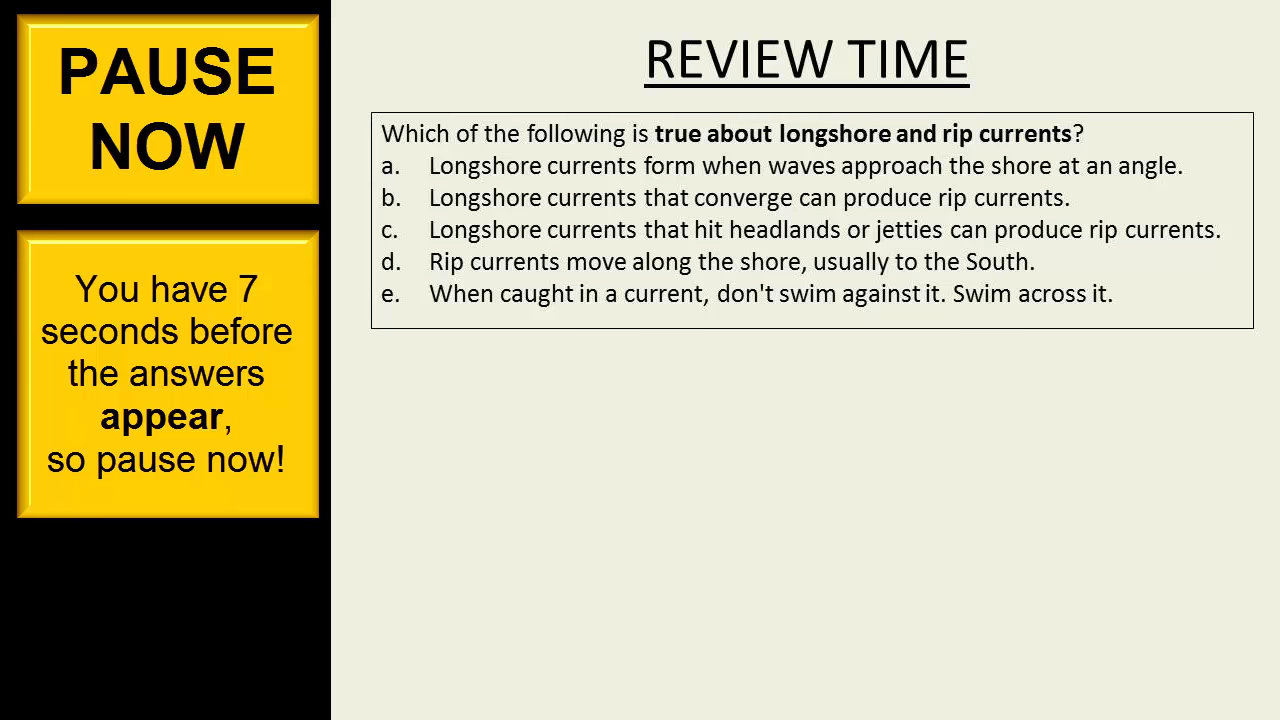 PAUSE
NOW
You have 7
seconds before
the answers
appear,
so pause now!
REVIEW TIME
Which of the following is true about longshore and rip currents?
a. Longshore currents form when waves approach the shore at an angle.
b. Longshore currents that converge can produce rip currents.
c. Longshore currents that hit headlands or jetties can produce rip currents.
d. Rip currents move along the shore, usually to the South.
e. When caught in a current, don't swim against it. Swim across it.